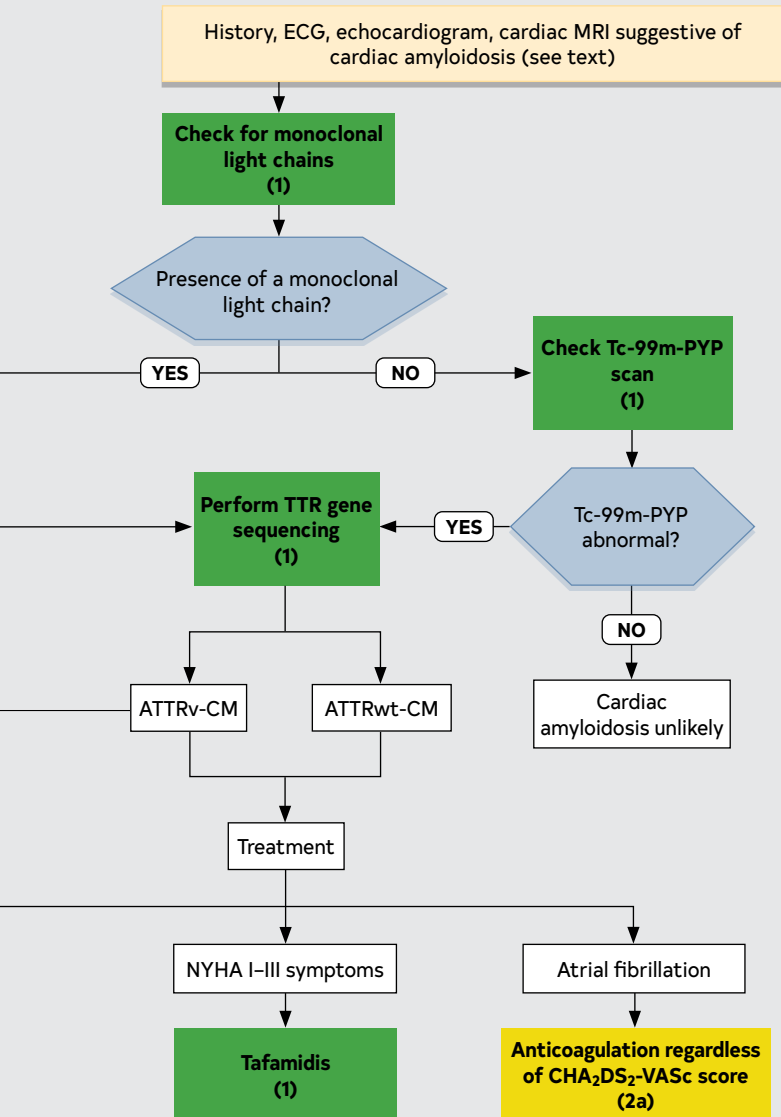 History, ECG, echocardiogram, cardiac MRI suggestive of
cardiac amyloidosis (see text)
Check for monoclonal
light chains
(1)
Presence of a monoclonal
light chain?
YES
NO
Check Tc-99m-PYP
scan
(1)
Perform TTR gene
sequencing
(1)
YES
Tc-99m-PYP
abnormal?
NO
ATTRv-CM
ATTRwt-CM
Cardiac
amyloidosis unlikely
Treatment
NYHA I–III symptoms
Atrial fibrillation
Tafamidis
(1)
Anticoagulation regardless
of CHA₂DS₂-VASc score
(2a)